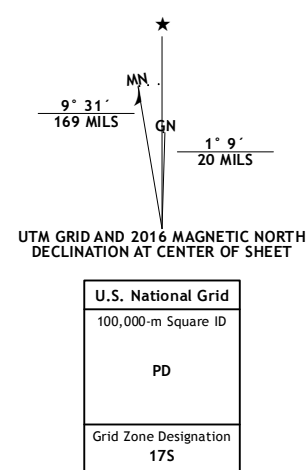 MN
9° 31´
169 MILS
GN
1° 9´
20 MILS
UTM GRID AND 2016 MAGNETIC NORTH
DECLINATION AT CENTER OF SHEET
U.S. National Grid
100,000-m Square ID
PD
Grid Zone Designation
17S